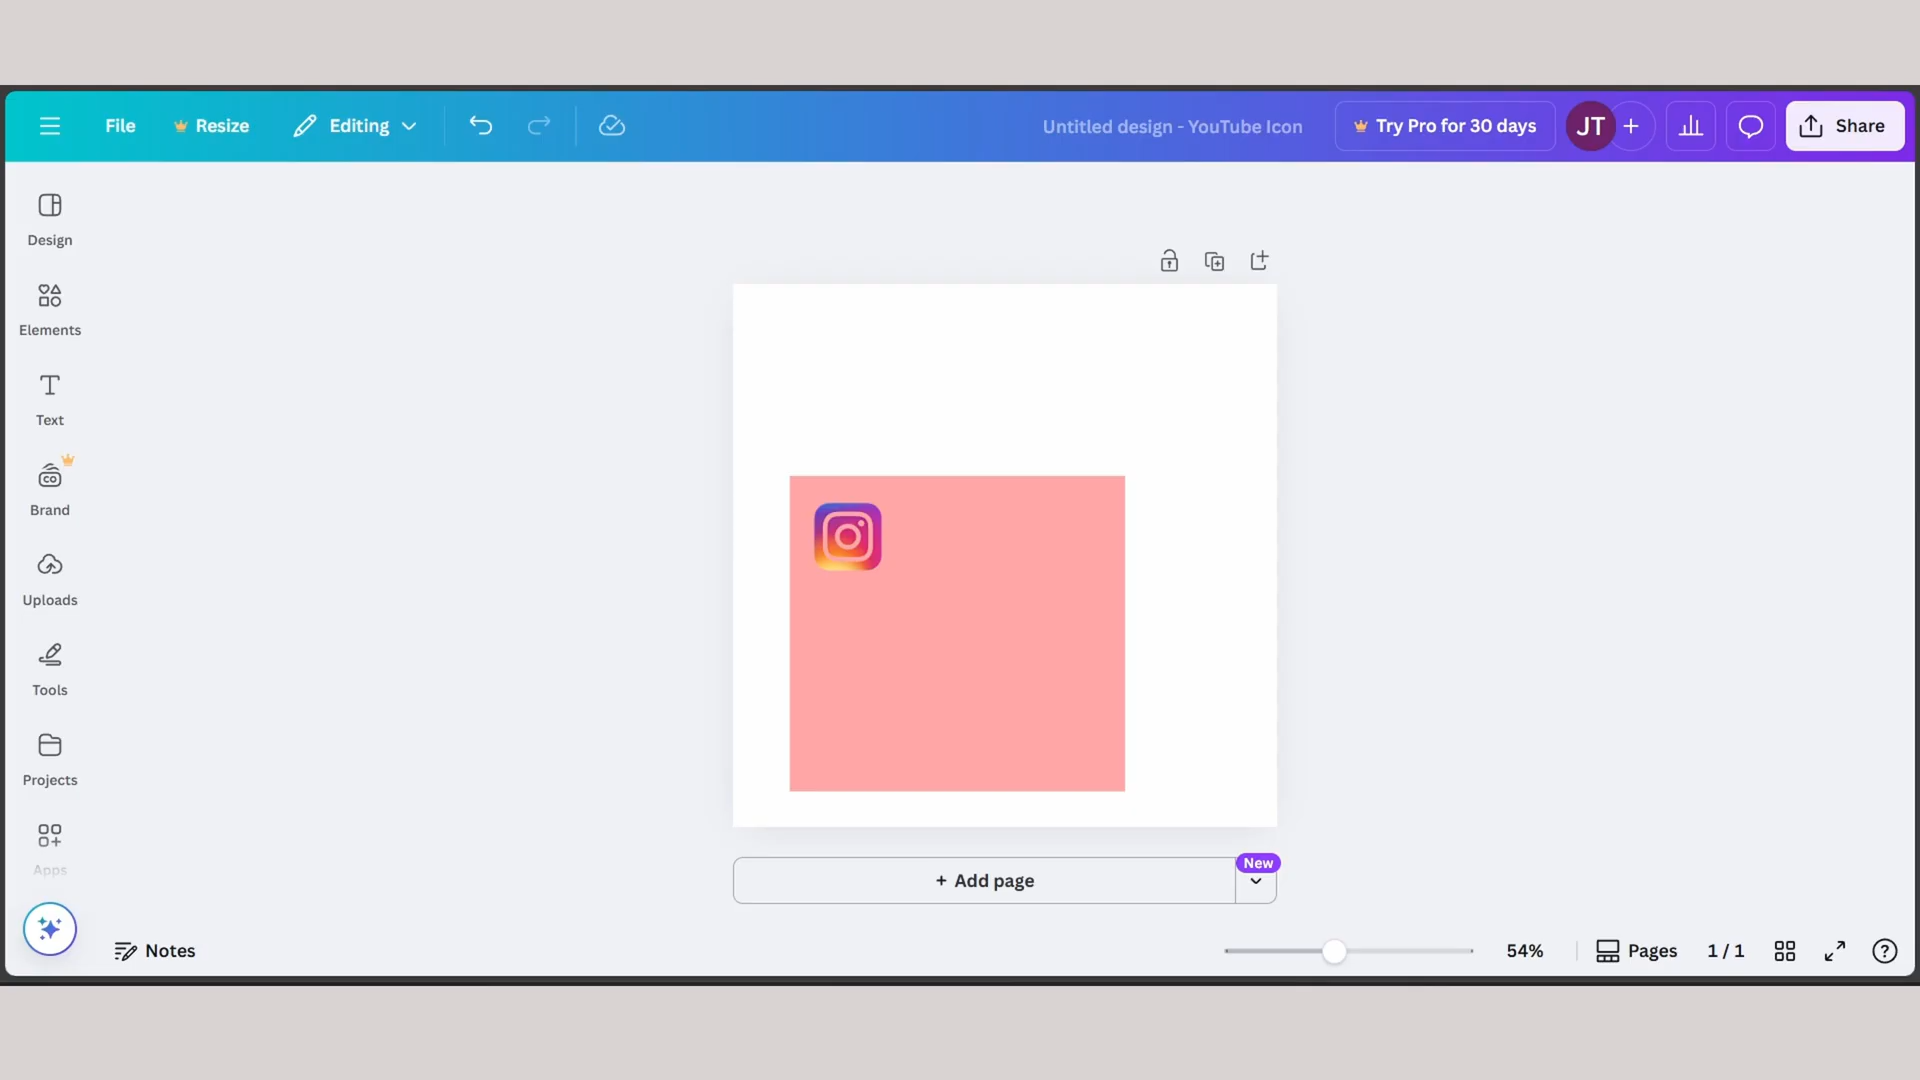 File
Resize
Editing
Untitled design - YouTube Icon
Try Pro for 30 days
JT
+
Share
Design
Elements
Text
CO
Brand
Uploads
Tools
Projects
Apps
+ Add page
New
Notes
54%
Pages
1 / 1
?